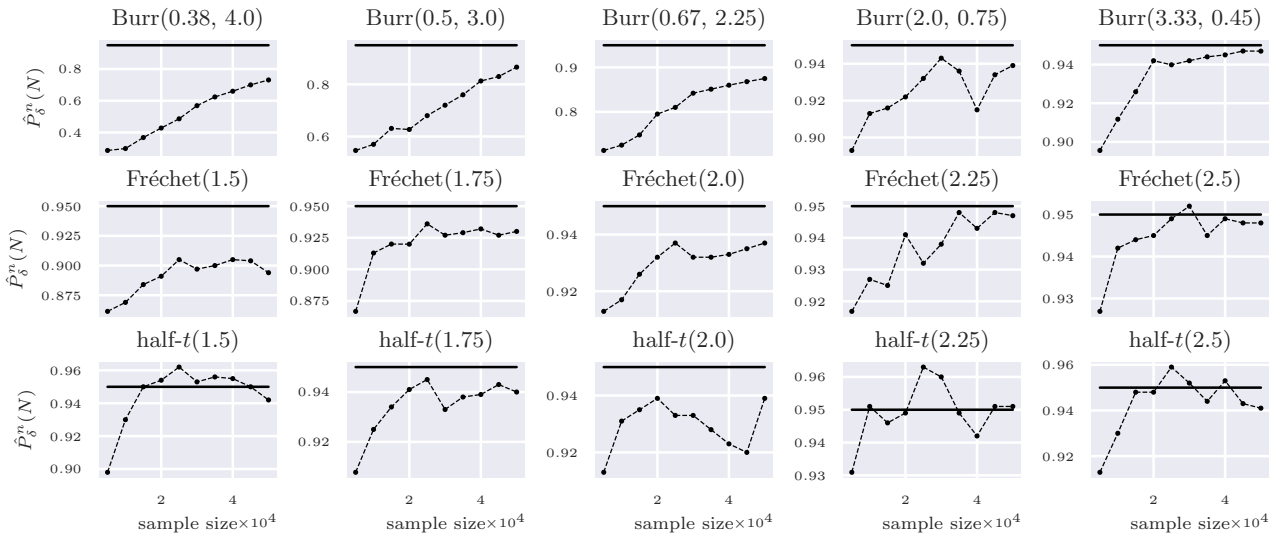 Burr(0.38, 4.0) Burr(0.5, 3.0) Burr(0.67, 2.25) Burr(2.0, 0.75) Burr(3.33, 0.45)
P̂ⁿ_δ(N)
0.8 0.6 0.4
0.8 0.6
0.9 0.8
0.94 0.92 0.90
0.94 0.92 0.90
Fréchet(1.5) Fréchet(1.75) Fréchet(2.0) Fréchet(2.25) Fréchet(2.5)
P̂ⁿ_δ(N)
0.950 0.925 0.900 0.875
0.950 0.925 0.900 0.875
0.94 0.92
0.95 0.94 0.93 0.92
0.95 0.94 0.93
half-t(1.5) half-t(1.75) half-t(2.0) half-t(2.25) half-t(2.5)
P̂ⁿ_δ(N)
0.96 0.94 0.92 0.90
0.94 0.92
0.94 0.92
0.96 0.95 0.94 0.93
0.96 0.94 0.92
2 4 2 4 2 4 2 4 2 4
sample size×10⁴ sample size×10⁴ sample size×10⁴ sample size×10⁴ sample size×10⁴